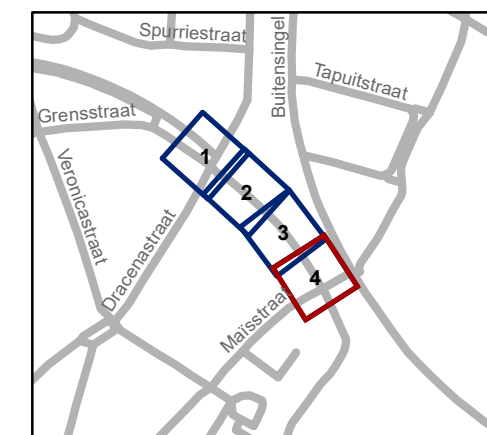 Spurriestraat
Buitensingel
Tapuitstraat
Grensstraat
Veronicastraat
Dracenastraat
Maïsstraat
1
2
3
4